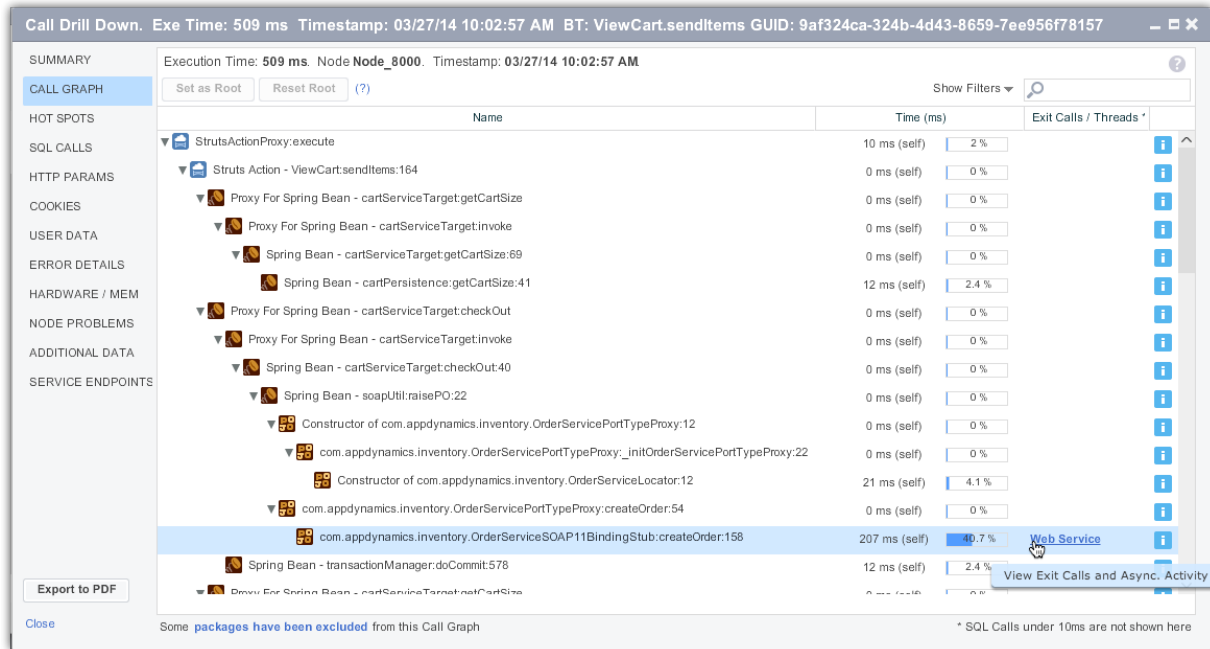 Call Drill Down. Exe Time: 509 ms Timestamp: 03/27/14 10:02:57 AM BT: ViewCart.sendItems GUID: 9af324ca-324b-4d43-8659-7ee956f78157
SUMMARY
CALL GRAPH
HOT SPOTS
SQL CALLS
HTTP PARAMS
COOKIES
USER DATA
ERROR DETAILS
HARDWARE / MEM
NODE PROBLEMS
ADDITIONAL DATA
SERVICE ENDPOINTS
Export to PDF
Close
Execution Time: 509 ms. Node Node_8000. Timestamp: 03/27/14 10:02:57 AM
Set as Root Reset Root (?) Show Filters
Name Time (ms) Exit Calls / Threads *
StrutsActionProxy:execute 10 ms (self) 2 %
Struts Action - ViewCart:sendItems:164 0 ms (self) 0 %
Proxy For Spring Bean - cartServiceTarget:getCartSize 0 ms (self) 0 %
Proxy For Spring Bean - cartServiceTarget:invoke 0 ms (self) 0 %
Spring Bean - cartServiceTarget:getCartSize:69 0 ms (self) 0 %
Spring Bean - cartPersistence:getCartSize:41 12 ms (self) 2.4 %
Proxy For Spring Bean - cartServiceTarget:checkOut 0 ms (self) 0 %
Proxy For Spring Bean - cartServiceTarget:invoke 0 ms (self) 0 %
Spring Bean - cartServiceTarget:checkOut:40 0 ms (self) 0 %
Spring Bean - soapUtil:raisePO:22 0 ms (self) 0 %
Constructor of com.appdynamics.inventory.OrderServicePortTypeProxy:12 0 ms (self) 0 %
com.appdynamics.inventory.OrderServicePortTypeProxy:_initOrderServicePortTypeProxy:22 0 ms (self) 0 %
Constructor of com.appdynamics.inventory.OrderServiceLocator:12 21 ms (self) 4.1 %
com.appdynamics.inventory.OrderServicePortTypeProxy:createOrder:54 0 ms (self) 0 %
com.appdynamics.inventory.OrderServiceSOAP11BindingStub:createOrder:158 207 ms (self) 40.7 % Web Service
Spring Bean - transactionManager:doCommit:578 12 ms (self) 2.4 %
View Exit Calls and Async. Activity
Proxy For Spring Bean - cartServiceTarget:getCartSize 0 ms (self) 0 %
Some packages have been excluded from this Call Graph * SQL Calls under 10ms are not shown here